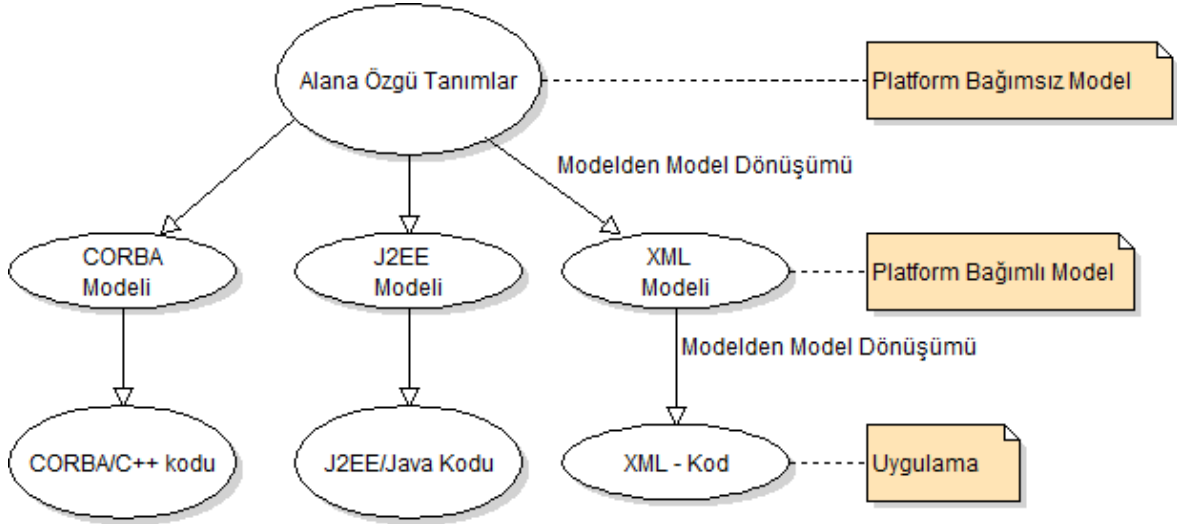 Alana Özgü Tanımlar
Platform Bağımsız Model
Modelden Model Dönüşümü
CORBA
Modeli
J2EE
Modeli
XML
Modeli
Platform Bağımlı Model
Modelden Model Dönüşümü
CORBA/C++ kodu
J2EE/Java Kodu
XML - Kod
Uygulama